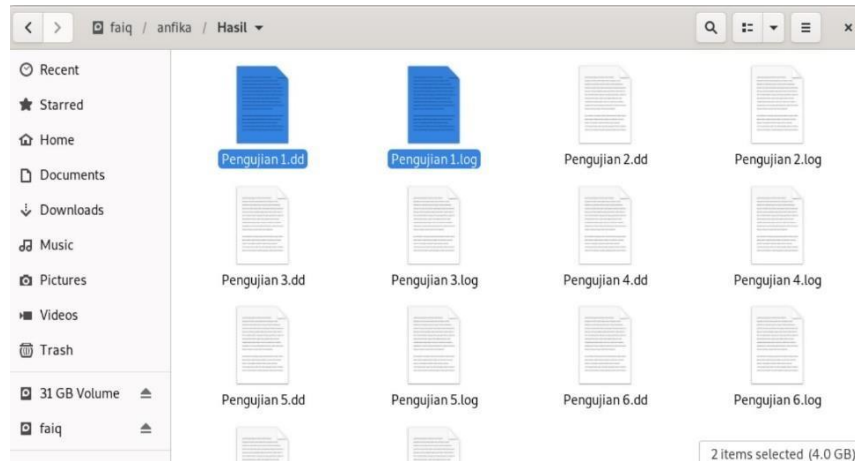 faiq / anfika / Hasil
Recent
Starred
Home
Documents
Downloads
Music
Pictures
Videos
Trash
31 GB Volume
faiq
Pengujian 1.dd
Pengujian 1.log
Pengujian 2.dd
Pengujian 2.log
Pengujian 3.dd
Pengujian 3.log
Pengujian 4.dd
Pengujian 4.log
Pengujian 5.dd
Pengujian 5.log
Pengujian 6.dd
Pengujian 6.log
2 items selected (4.0 GB)